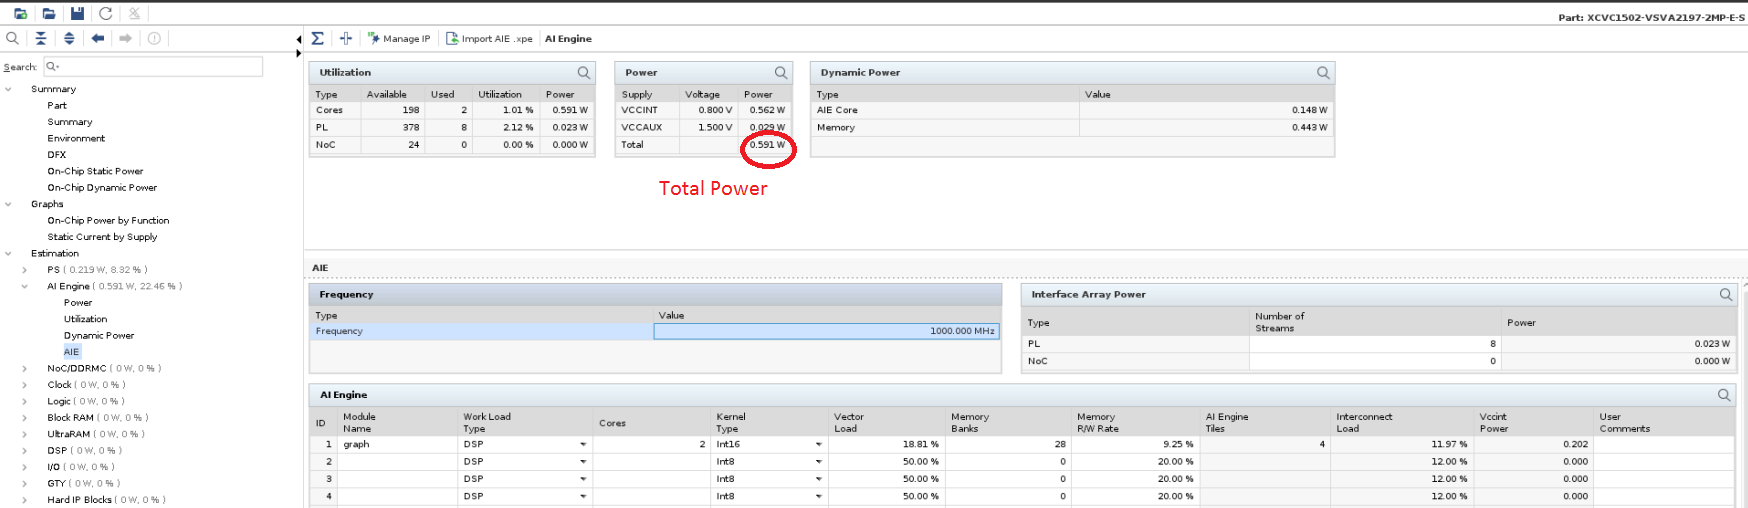 Part: XCVC1502-VSVA2197-2MP-E-S
Manage IP Import AIE .xpe AI Engine
Search:
Summary
Part
Summary
Environment
DFX
On-Chip Static Power
On-Chip Dynamic Power
Graphs
On-Chip Power by Function
Static Current by Supply
Estimation
PS ( 0.219 W, 8.32 % )
AI Engine ( 0.591 W, 22.46 % )
Power
Utilization
Dynamic Power
AIE
NoC/DDRMC ( 0 W, 0 % )
Clock ( 0 W, 0 % )
Logic ( 0 W, 0 % )
Block RAM ( 0 W, 0 % )
UltraRAM ( 0 W, 0 % )
DSP ( 0 W, 0 % )
I/O ( 0 W, 0 % )
GTY ( 0 W, 0 % )
Hard IP Blocks ( 0 W, 0 % )
Utilization
Type Available Used Utilization Power
Cores 198 2 1.01 % 0.591 W
PL 378 8 2.12 % 0.023 W
NoC 24 0 0.00 % 0.000 W
Power
Supply Voltage Power
VCCINT 0.800 V 0.562 W
VCCAUX 1.500 V 0.029 W
Total 0.591 W
Total Power
Dynamic Power
Type Value
AIE Core 0.148 W
Memory 0.443 W
AIE
Frequency
Type Value
Frequency 1000.000 MHz
Interface Array Power
Type Number of Streams Power
PL 8 0.023 W
NoC 0 0.000 W
AI Engine
ID Module Name Work Load Type Cores Kernel Type Vector Load Memory Banks Memory R/W Rate AI Engine Tiles Interconnect Load Vccint Power User Comments
1 graph DSP 2 Int16 18.81 % 28 9.25 % 4 11.97 % 0.202
2 DSP Int8 50.00 % 0 20.00 % 12.00 % 0.000
3 DSP Int8 50.00 % 0 20.00 % 12.00 % 0.000
4 DSP Int8 50.00 % 0 20.00 % 12.00 % 0.000